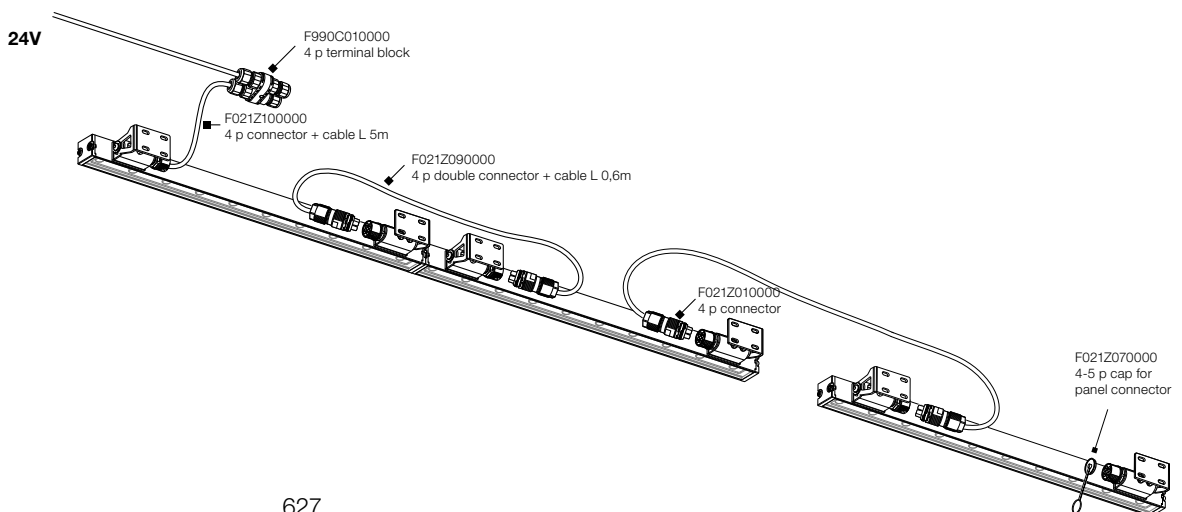 24V
F990C010000
4 p terminal block
F021Z100000
4 p connector + cable L 5m
F021Z090000
4 p double connector + cable L 0,6m
F021Z010000
4 p connector
F021Z070000
4-5 p cap for
panel connector
627